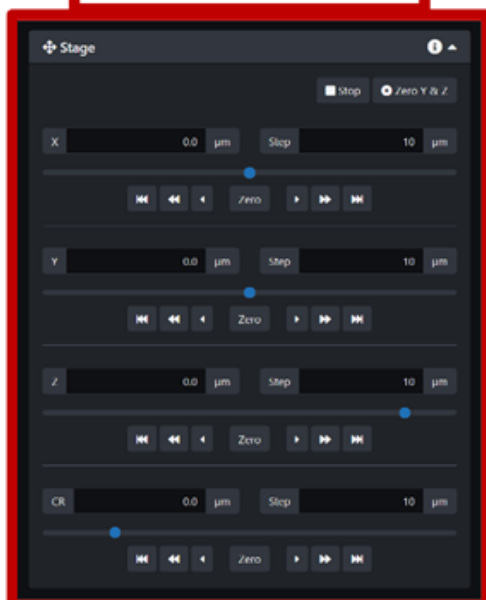 Stage
Stop Zero Y & Z
X 0.0 µm Step 10 µm
Zero
Y 0.0 µm Step 10 µm
Zero
Z 0.0 µm Step 10 µm
Zero
CR 0.0 µm Step 10 µm
Zero